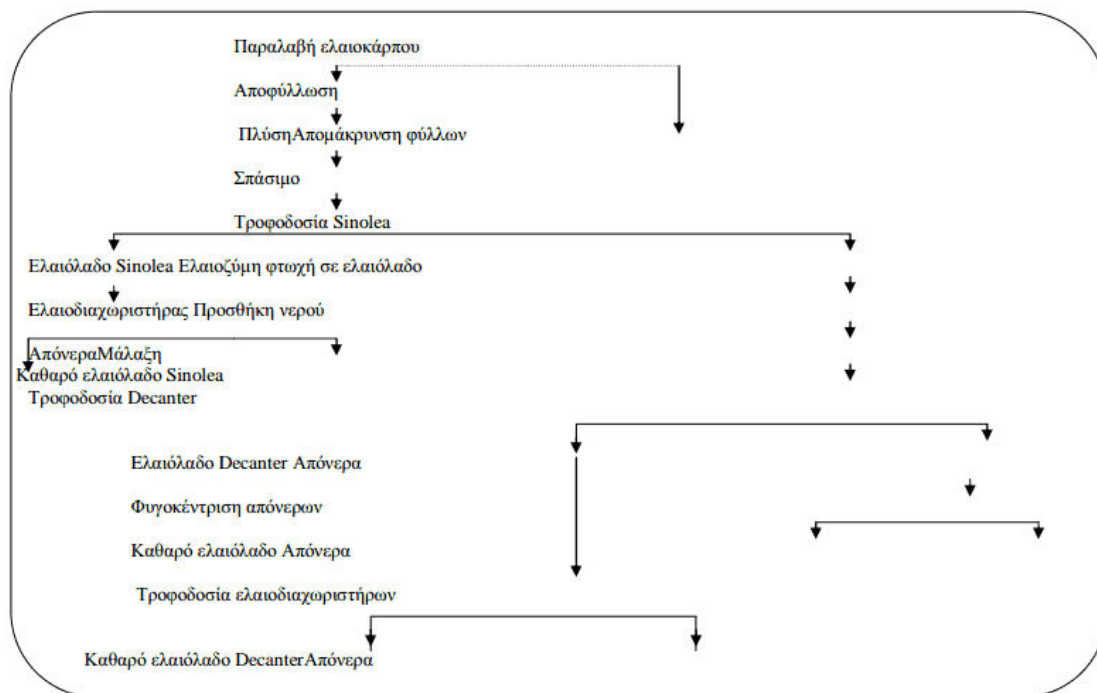 Παραλαβή ελαιοκάρπου
Αποφύλλωση
ΠλύσηΑπομάκρυνση φύλλων
Σπάσιμο
Τροφοδοσία Sinolea
Ελαιόλαδο Sinolea Ελαιοζύμη φτωχή σε ελαιόλαδο
Ελαιοδιαχωριστήρας Προσθήκη νερού
ΑπόνεραΜάλαξη
Καθαρό ελαιόλαδο Sinolea
Τροφοδοσία Decanter
Ελαιόλαδο Decanter Απόνερα
Φυγοκέντριση απόνερων
Καθαρό ελαιόλαδο Απόνερα
Τροφοδοσία ελαιοδιαχωριστήρων
Καθαρό ελαιόλαδο DecanterΑπόνερα